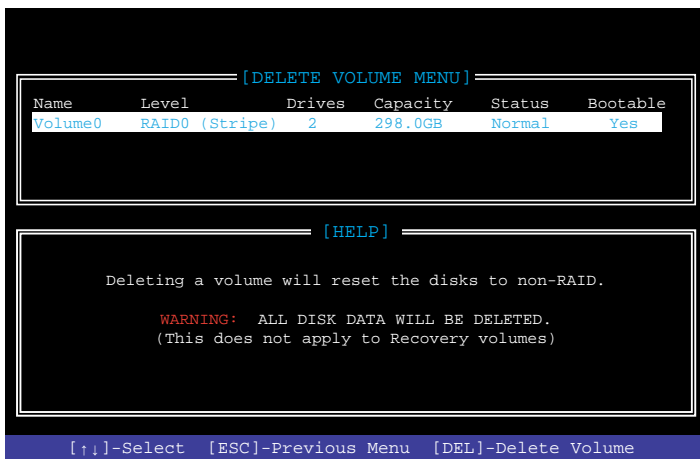 [DELETE VOLUME MENU]
Name Level Drives Capacity Status Bootable
Volume0 RAID0 (Stripe) 2 298.0GB Normal Yes
[HELP]
Deleting a volume will reset the disks to non-RAID.
WARNING: ALL DISK DATA WILL BE DELETED.
(This does not apply to Recovery volumes)
[↑↓]-Select [ESC]-Previous Menu [DEL]-Delete Volume